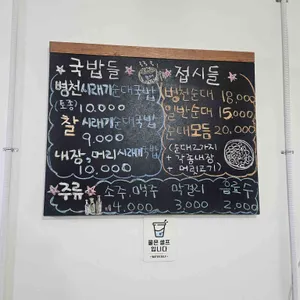 국밥들
병천시래기순대국밥
(토종) 10.000
찰시래기순대국밥
9.000
내장, 머리시래기국밥
10.000
접시들
병천순대 18,000
일반순대 15,000
수내모듬 20,000
(순대2가지
+ 각종내장
+ 머리고기)
주류
소주, 맥주 막걸리 음료수
4,000 3,000 2,000
물은 셀프
입니다